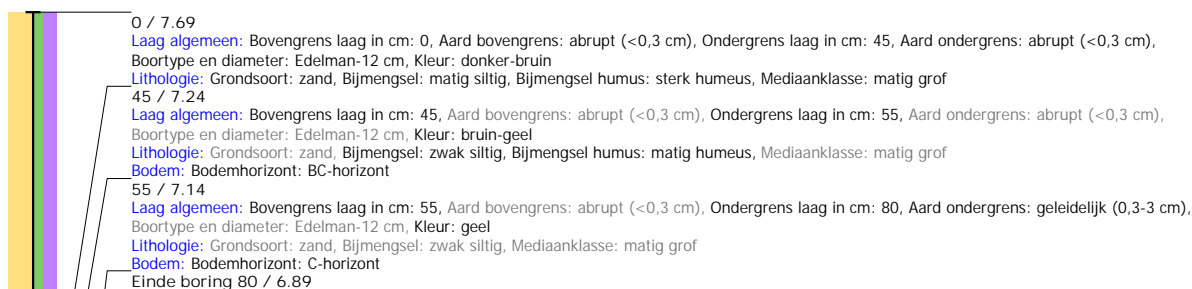 0 / 7.69
Laag algemeen: Bovengrens laag in cm: 0, Aard bovengrens: abrupt (<0,3 cm), Ondergrens laag in cm: 45, Aard ondergrens: abrupt (<0,3 cm),
Boortype en diameter: Edelman-12 cm, Kleur: donker-bruin
Lithologie: Grondsoort: zand, Bijmengsel: matig siltig, Bijmengsel humus: sterk humeus, Mediaanklasse: matig grof
45 / 7.24
Laag algemeen: Bovengrens laag in cm: 45, Aard bovengrens: abrupt (<0,3 cm), Ondergrens laag in cm: 55, Aard ondergrens: abrupt (<0,3 cm),
Boortype en diameter: Edelman-12 cm, Kleur: bruin-geel
Lithologie: Grondsoort: zand, Bijmengsel: zwak siltig, Bijmengsel humus: matig humeus, Mediaanklasse: matig grof
Bodem: Bodemhorizont: BC-horizont
55 / 7.14
Laag algemeen: Bovengrens laag in cm: 55, Aard bovengrens: abrupt (<0,3 cm), Ondergrens laag in cm: 80, Aard ondergrens: geleidelijk (0,3-3 cm),
Boortype en diameter: Edelman-12 cm, Kleur: geel
Lithologie: Grondsoort: zand, Bijmengsel: zwak siltig, Mediaanklasse: matig grof
Bodem: Bodemhorizont: C-horizont
Einde boring 80 / 6.89